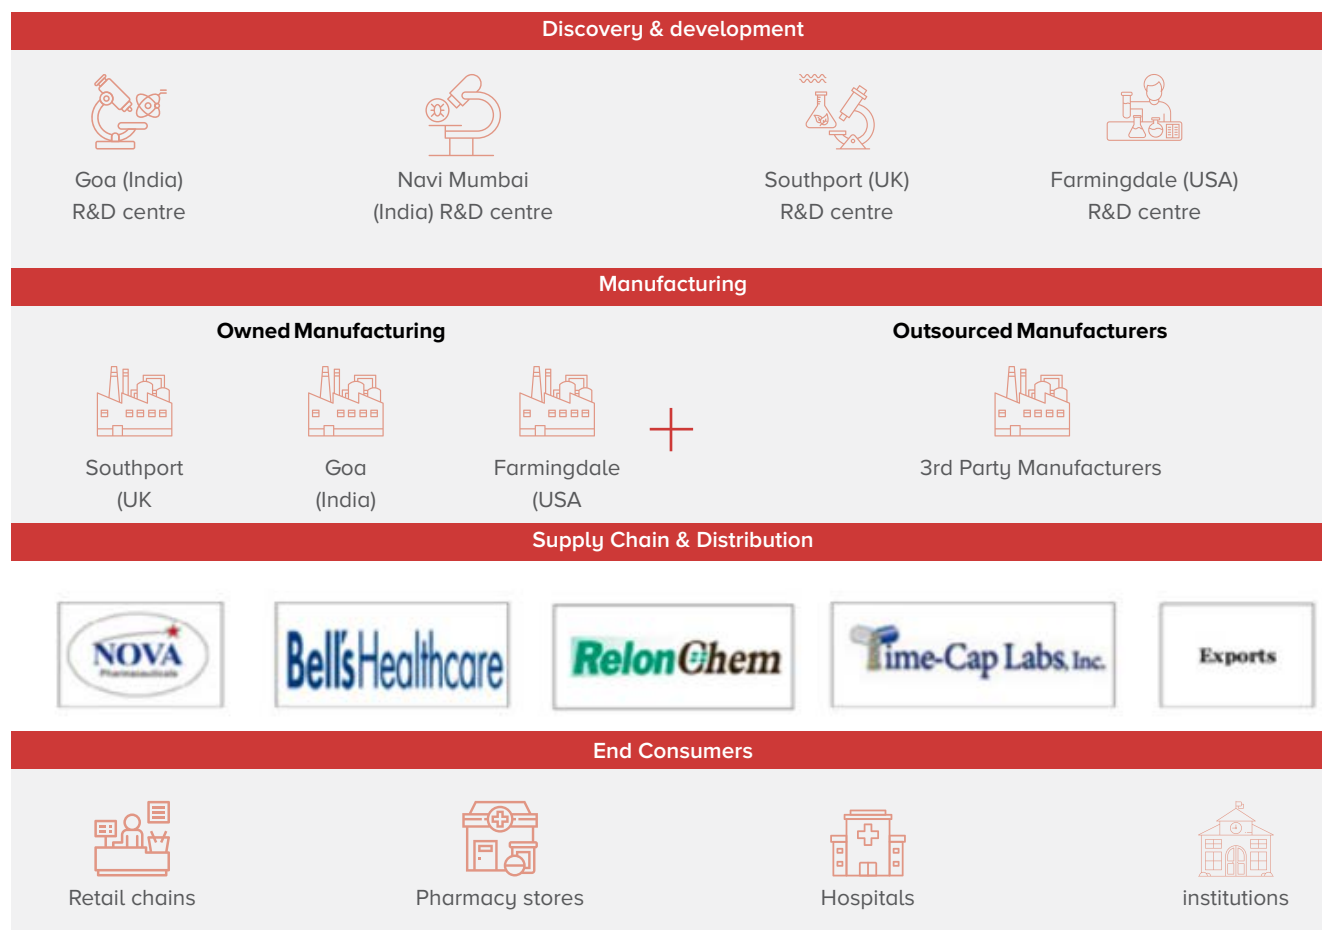 Discovery & development
Goa (India)
R&D centre
Navi Mumbai
(India) R&D centre
Southport (UK)
R&D centre
Farmingdale (USA)
R&D centre
Manufacturing
Owned Manufacturing
Outsourced Manufacturers
Southport
(UK
Goa
(India)
Farmingdale
(USA
3rd Party Manufacturers
Supply Chain & Distribution
NOVA
Pharmaceuticals
Bell's Healthcare
RelonChem
Time-Cap Labs, Inc.
Exports
End Consumers
Retail chains
Pharmacy stores
Hospitals
institutions